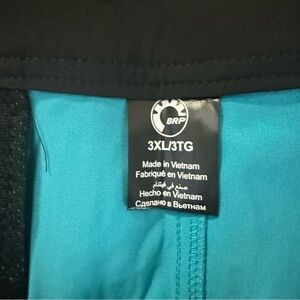 BRP
3XL/3TG
Made in Vietnam
Fabriqué en Vietnam
صنع في فيتنام
Hecho en Vietnam
Сделано в Вьетнам